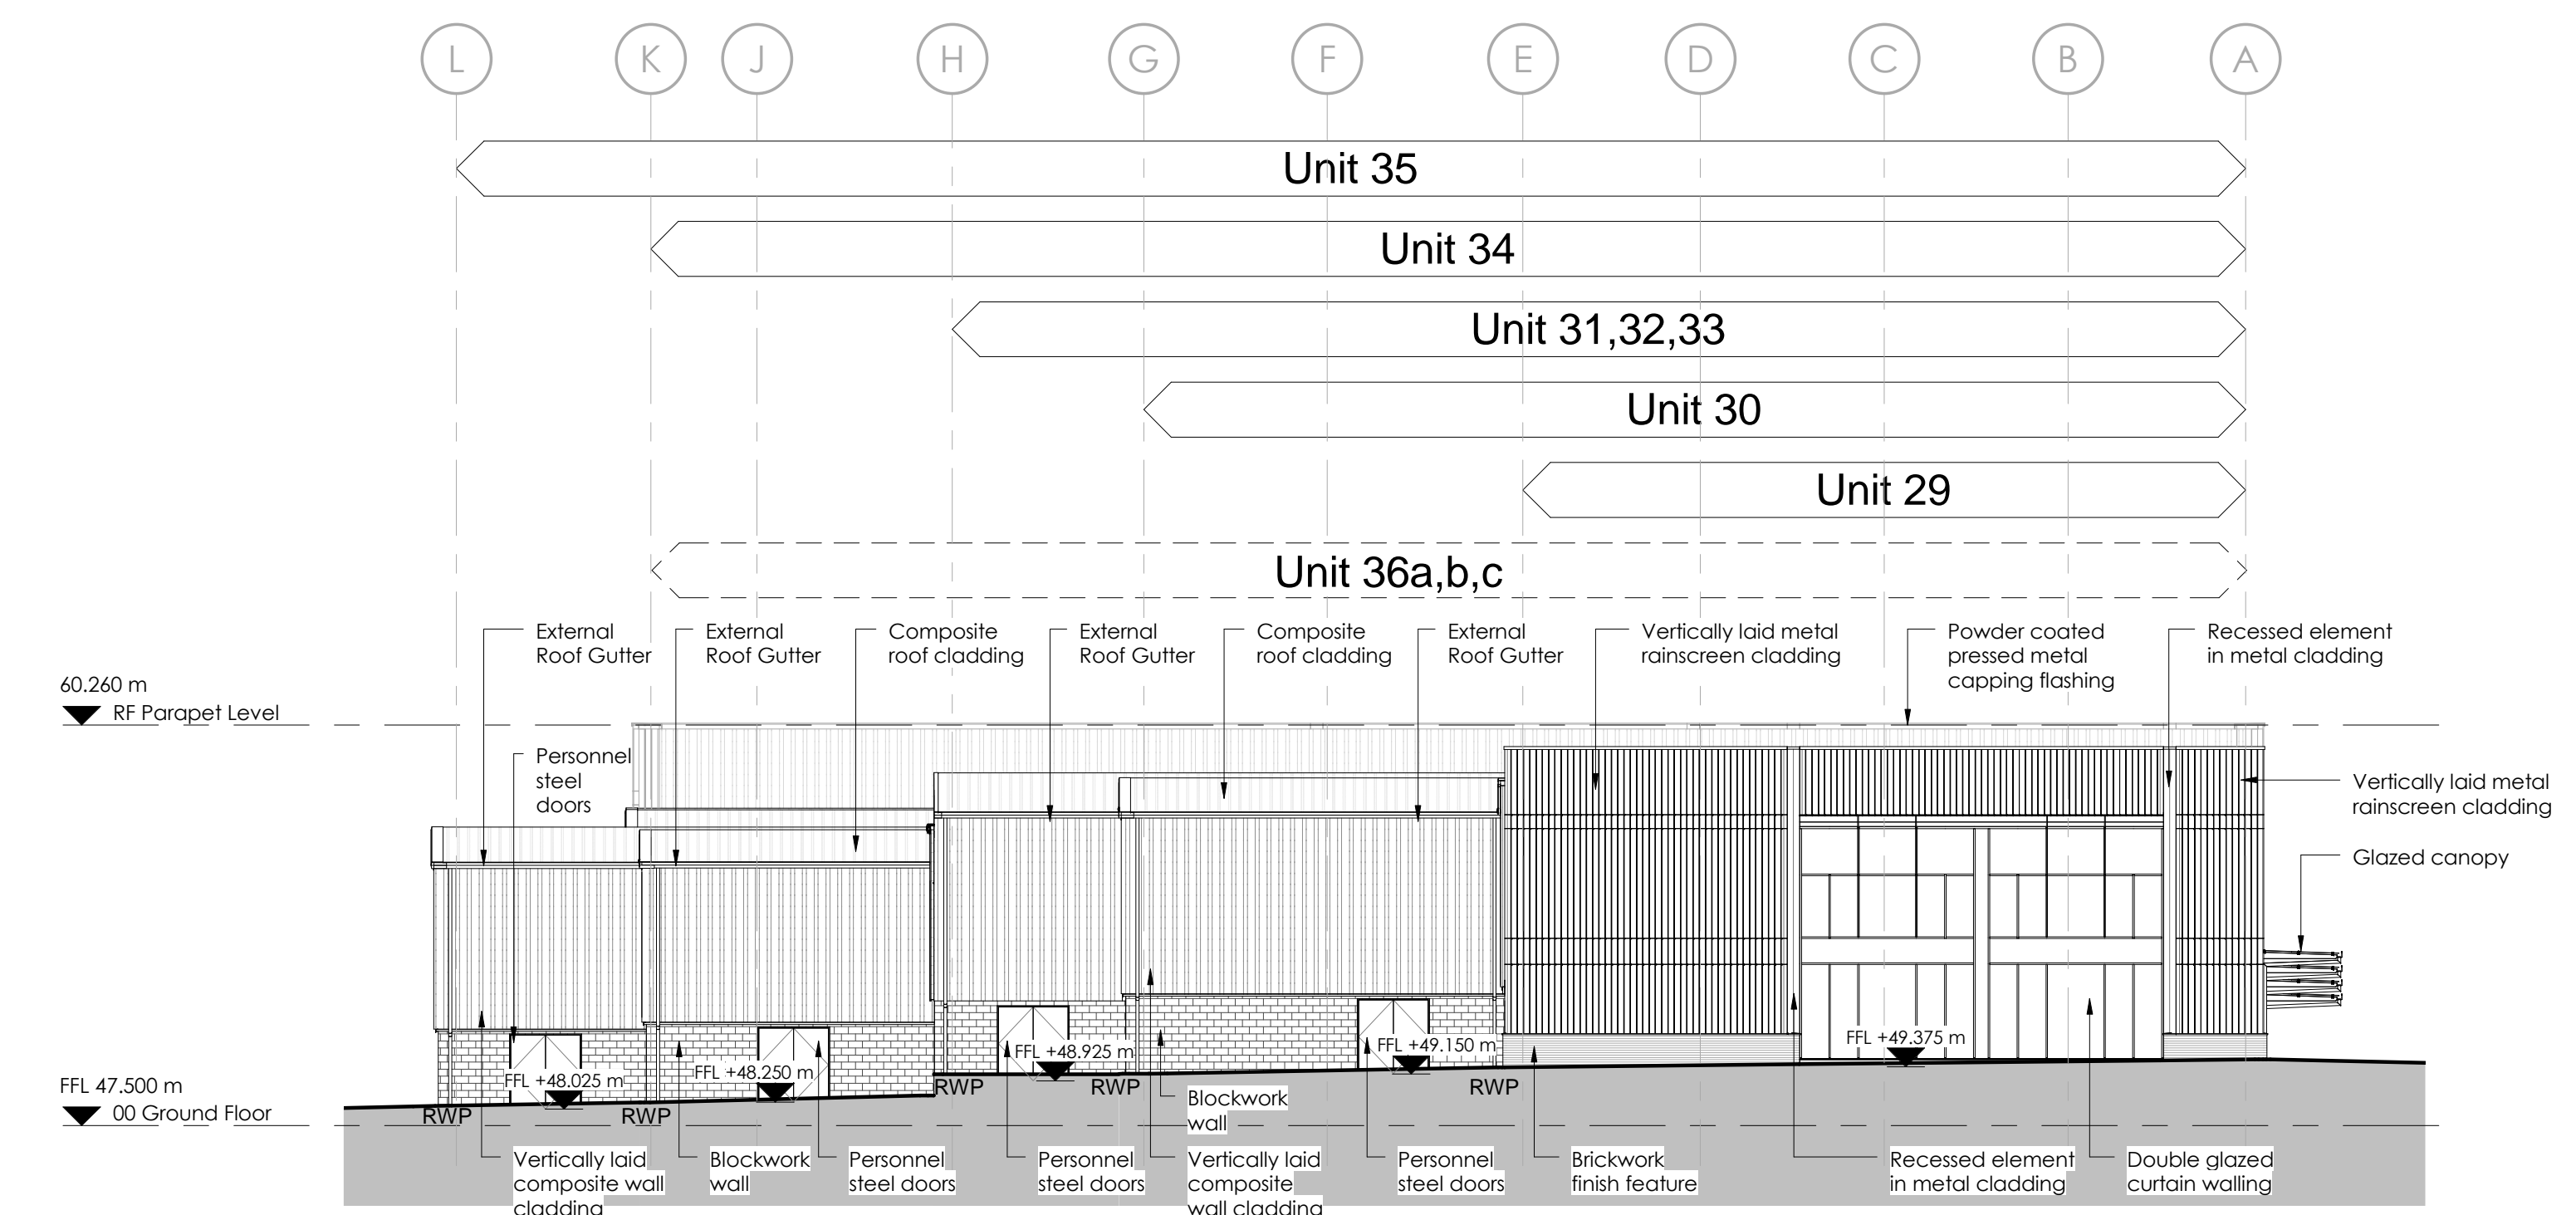 L K J H G F E D C B A
Unit 35
Unit 34
Unit 31,32,33
Unit 30
Unit 29
Unit 36a,b,c
External
Roof Gutter
External
Roof Gutter
Composite
roof cladding
External
Roof Gutter
Composite
roof cladding
External
Roof Gutter
Vertically laid metal
rainscreen cladding
Powder coated
pressed metal
capping flashing
Recessed element
in metal cladding
60.260 m
RF Parapet Level
Personnel
steel
doors
Vertically laid metal
rainscreen cladding
Glazed canopy
FFL +48.025 m
FFL +48.250 m
FFL +48.925 m
FFL +49.150 m
FFL +49.375 m
FFL 47.500 m
00 Ground Floor
RWP
RWP
RWP
RWP
RWP
Blockwork
wall
Vertically laid
composite wall
cladding
Blockwork
wall
Personnel
steel doors
Personnel
steel doors
Vertically laid
composite
wall cladding
Personnel
steel doors
Brickwork
finish feature
Recessed element
in metal cladding
Double glazed
curtain walling